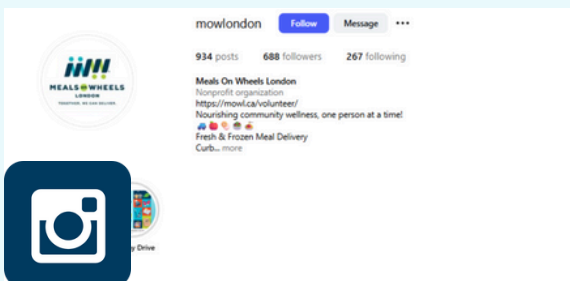 mowlondon Follow Message
934 posts 688 followers 267 following
MEALS ON WHEELS
LONDON
TOGETHER, WE CAN DELIVER.
Meals On Wheels London
Nonprofit organization
https://mowl.ca/volunteer/
Nourishing community wellness, one person at a time!
Fresh & Frozen Meal Delivery
Curb... more
y Drive